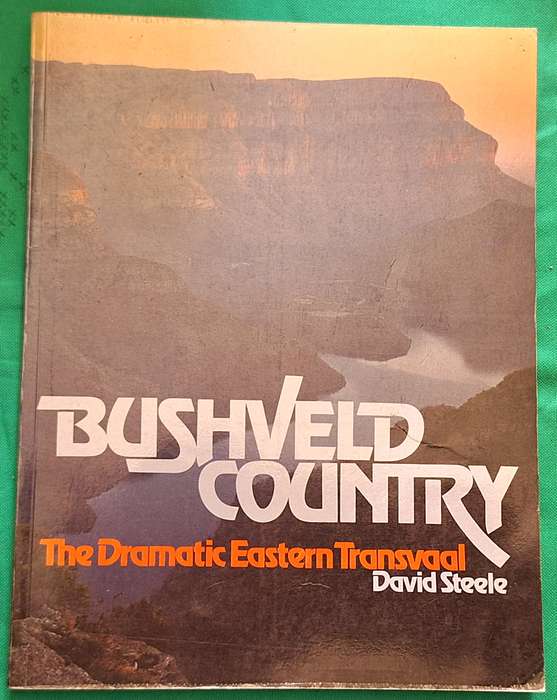 BUSHVELD
COUNTRY
The Dramatic Eastern Transvaal
David Steele